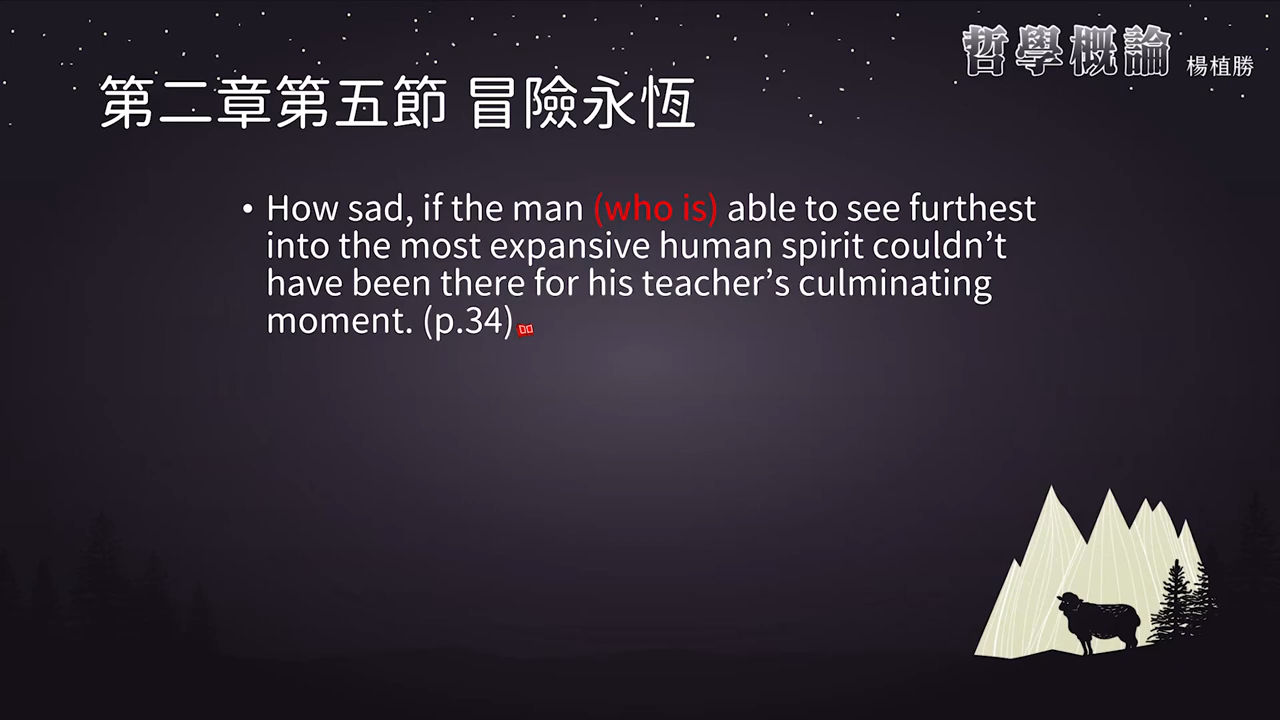 哲學概論 楊植勝
第二章第五節 冒險永恆
• How sad, if the man (who is) able to see furthest
into the most expansive human spirit couldn’t
have been there for his teacher’s culminating
moment. (p.34)